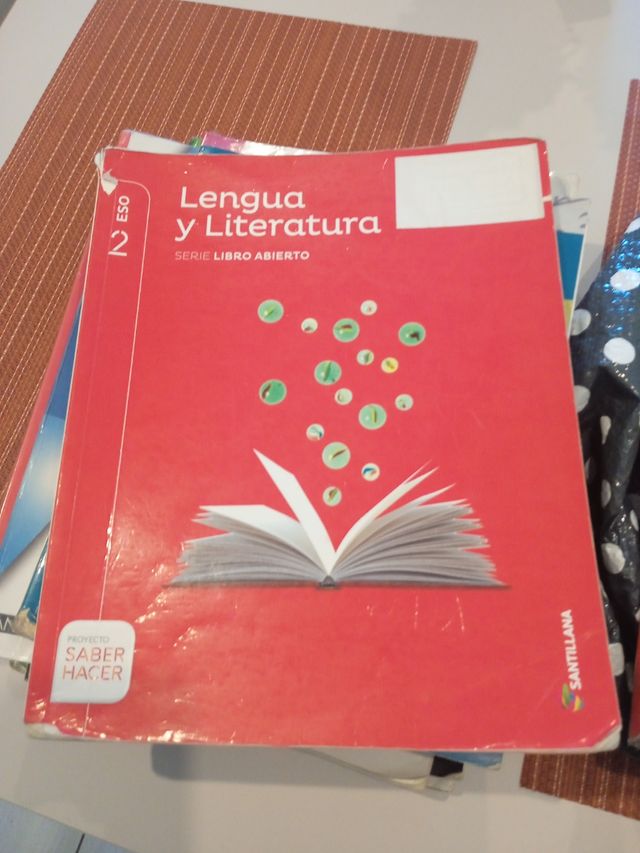 2 ESO
Lengua
y Literatura
SERIE LIBRO ABIERTO
PROYECTO
SABER
HACER
SANTILLANA